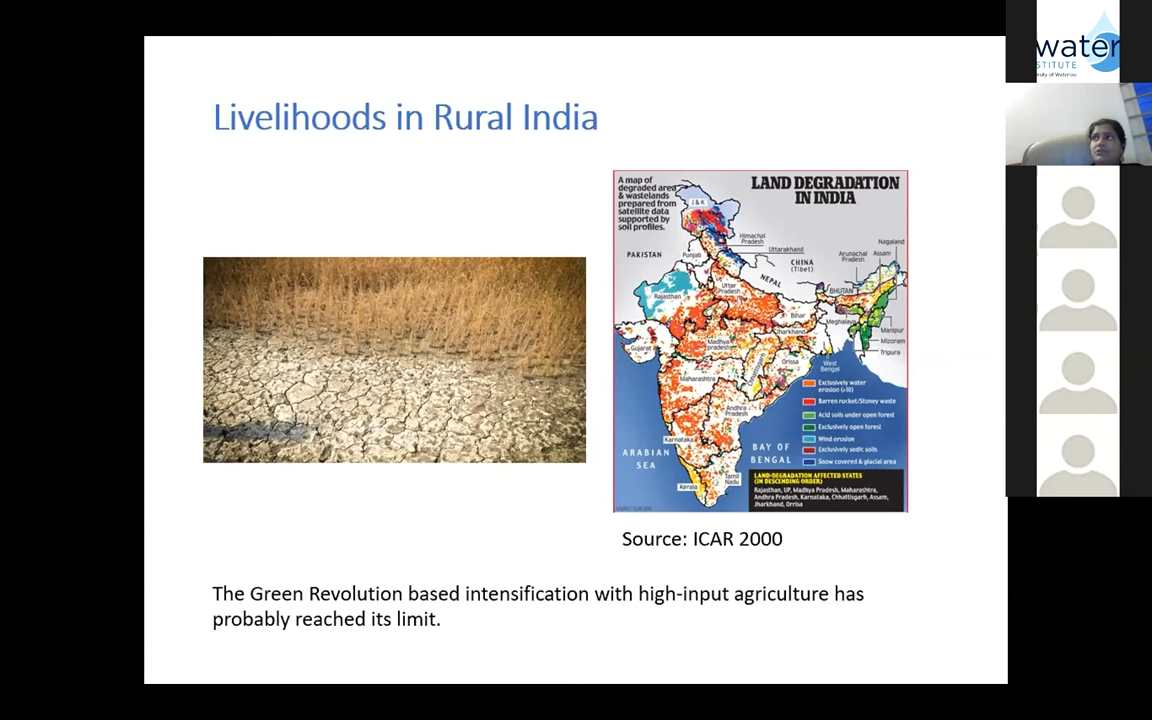 water
STITUTE
rsity of Waterloo
Livelihoods in Rural India
A map of
degraded area
& wastelands
prepared from
satellite data
supported by
soil profiles.
LAND DEGRADATION
IN INDIA
J & K
Himachal
Pradesh
Uttarakhand
Nagaland
PAKISTAN
Punjab
CHINA
(Tibet)
Arunachal
Pradesh
Assam
NEPAL
BHUTAN
Uttar
Pradesh
Rajasthan
Bihar
Meghalaya
Manipur
Jharkhand
Mizoram
Tripura
Gujarat
Madhya
pradesh
Chhattisgarh
Orissa
West
Bengal
Maharashtra
Exclusively water
erosion (>10)
Barren rocket/Stoney waste
Andhra
Pradesh
Acid soils under open forest
Exclusively open forest
Karnataka
Wind erosion
ARABIAN
SEA
BAY OF
BENGAL
Exclusively sodic soils
Snow covered & glacial area
Kerala
Tamil
Nadu
LAND-DEGRADATION AFFECTED STATES
(IN DESCENDING ORDER)
Rajasthan, UP, Madhya Pradesh, Maharashtra,
Andhra Pradesh, Karnataka, Chhattisgarh, Assam,
Jharkhand, Orrisa
Source: ICAR 2000
The Green Revolution based intensification with high-input agriculture has
probably reached its limit.